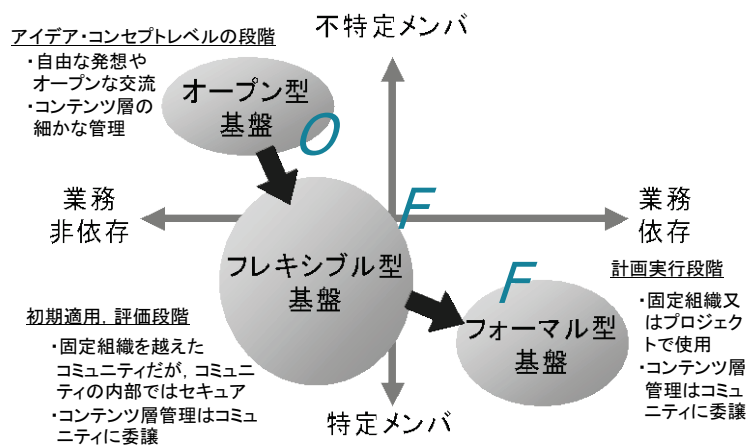 不特定メンバ
アイデア・コンセプトレベルの段階
・自由な発想や
オープンな交流
・コンテンツ層の
細かな管理
オープン型
基盤
O
業務
非依存
F
業務
依存
フレキシブル型
基盤
計画実行段階
・固定組織又
はプロジェク
トで使用
・コンテンツ層
管理はコミュ
ニティに委譲
F
フォーマル型
基盤
初期適用，評価段階
・固定組織を越えた
コミュニティだが，コミュニ
ティの内部ではセキュア
・コンテンツ層管理はコミュ
ニティに委譲
特定メンバ